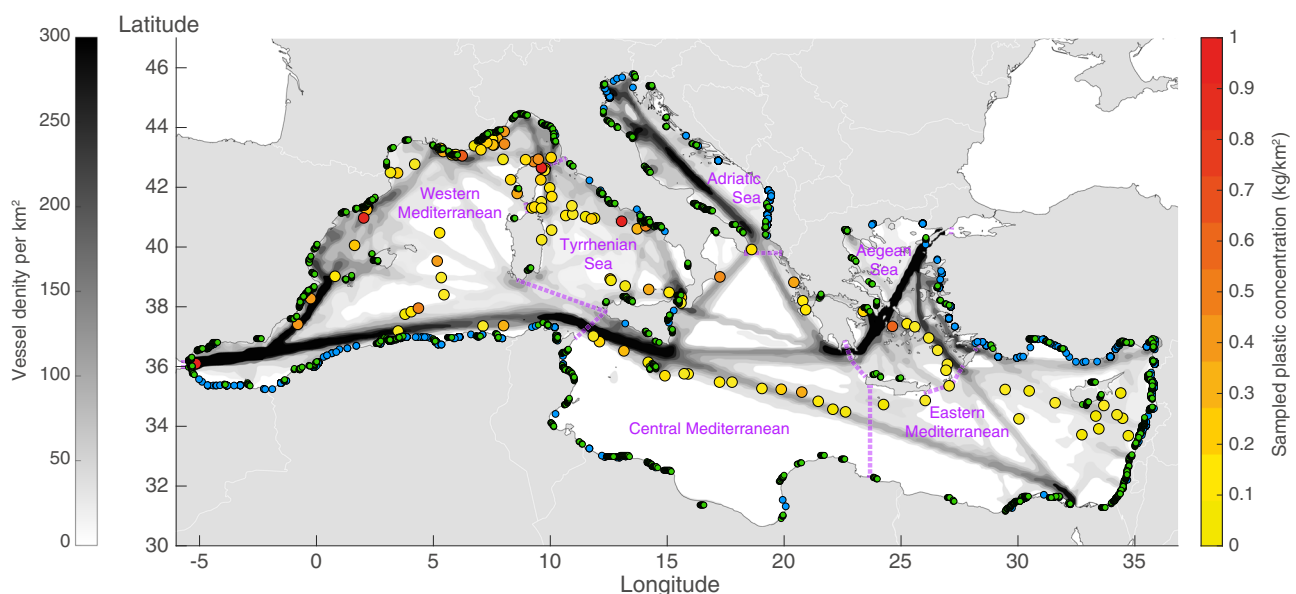 Latitude
Vessel denity per km²
300
250
200
150
100
50
0
46
44
42
40
38
36
34
32
30
-5
0
5
10
15
20
25
30
35
Longitude
Western
Mediterranean
Tyrrhenian
Sea
Adriatic
Sea
Aegean
Sea
Central Mediterranean
Eastern
Mediterranean
1
0.9
0.8
0.7
0.6
0.5
0.4
0.3
0.2
0.1
0
Sampled plastic concentration (kg/km²)